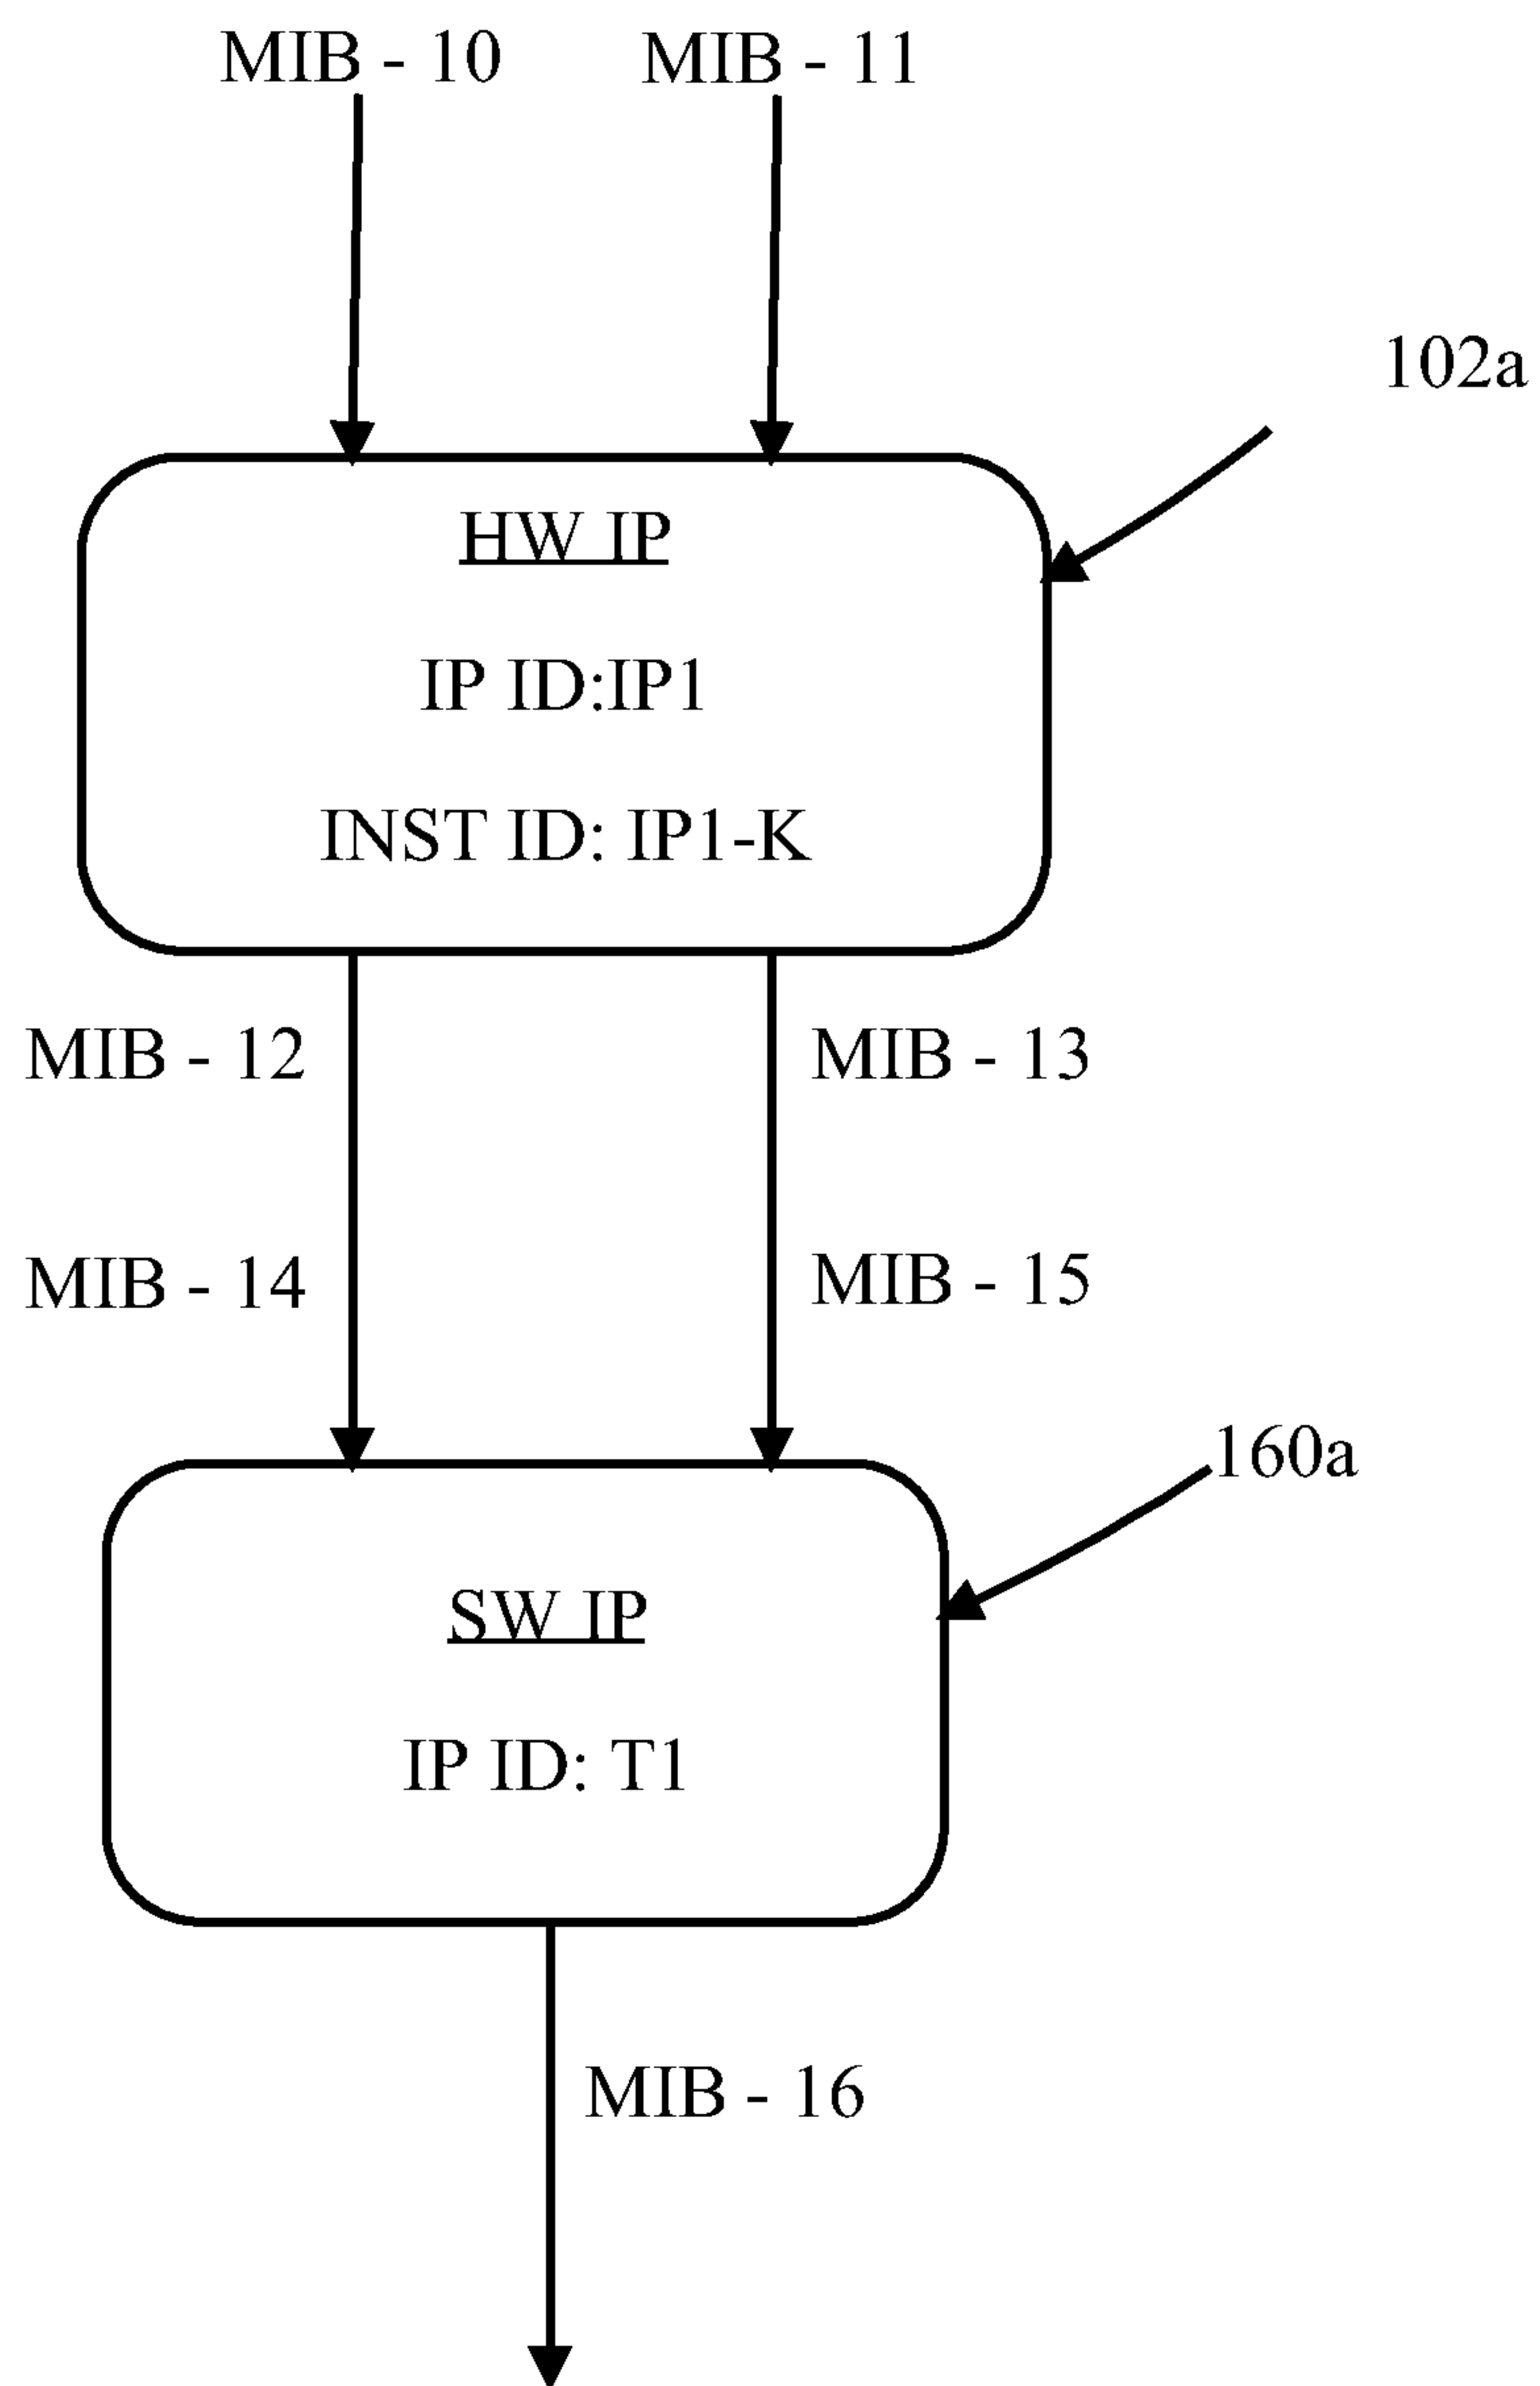 MIB - 10 MIB - 11
102a
HW IP
IP ID:IP1
INST ID: IP1-K
MIB - 12 MIB - 13
MIB - 14 MIB - 15
160a
SW IP
IP ID: T1
MIB - 16